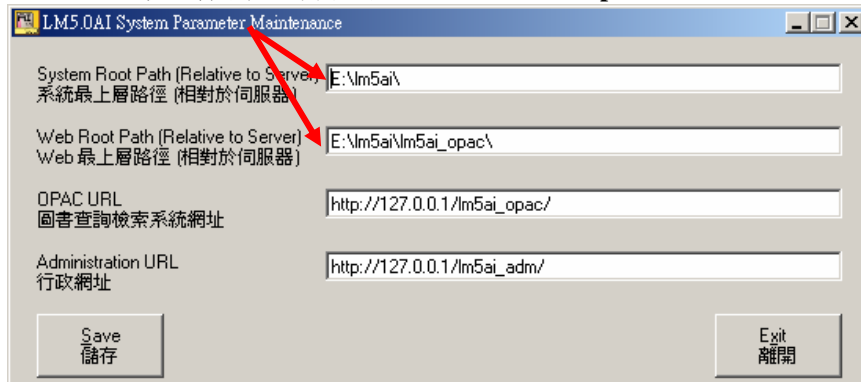 LM5.0AI System Parameter Maintenance
System Root Path (Relative to Server)
系統最上層路徑 (相對於伺服器)
E:\lm5ai\
Web Root Path (Relative to Server)
Web 最上層路徑 (相對於伺服器)
E:\lm5ai\lm5ai_opac\
OPAC URL
圖書查詢檢索系統網址
http://127.0.0.1/lm5ai_opac/
Administration URL
行政網址
http://127.0.0.1/lm5ai_adm/
Save
儲存
Exit
離開